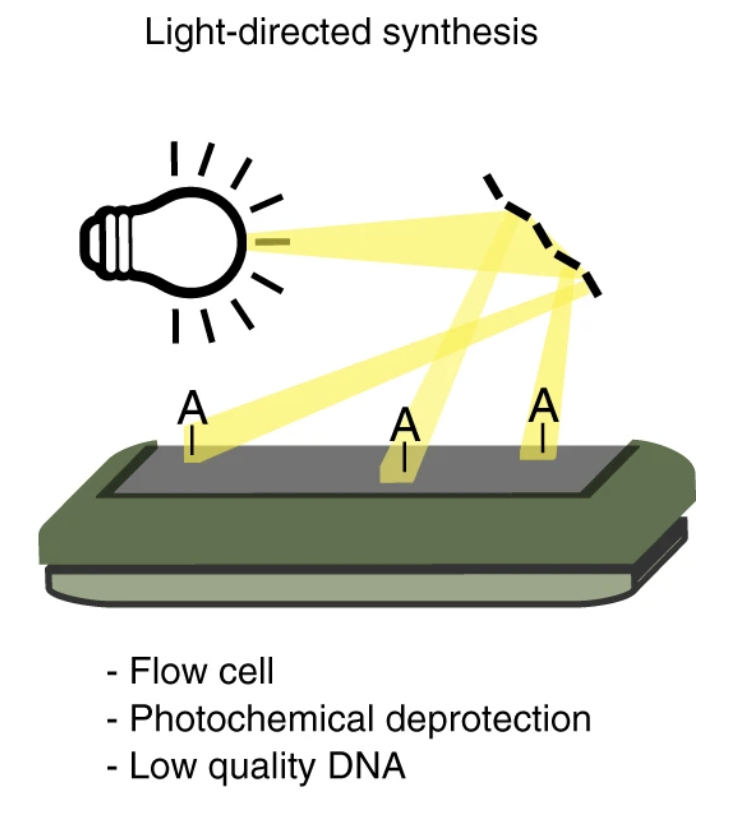 Light-directed synthesis
A
A
A
- Flow cell
- Photochemical deprotection
- Low quality DNA